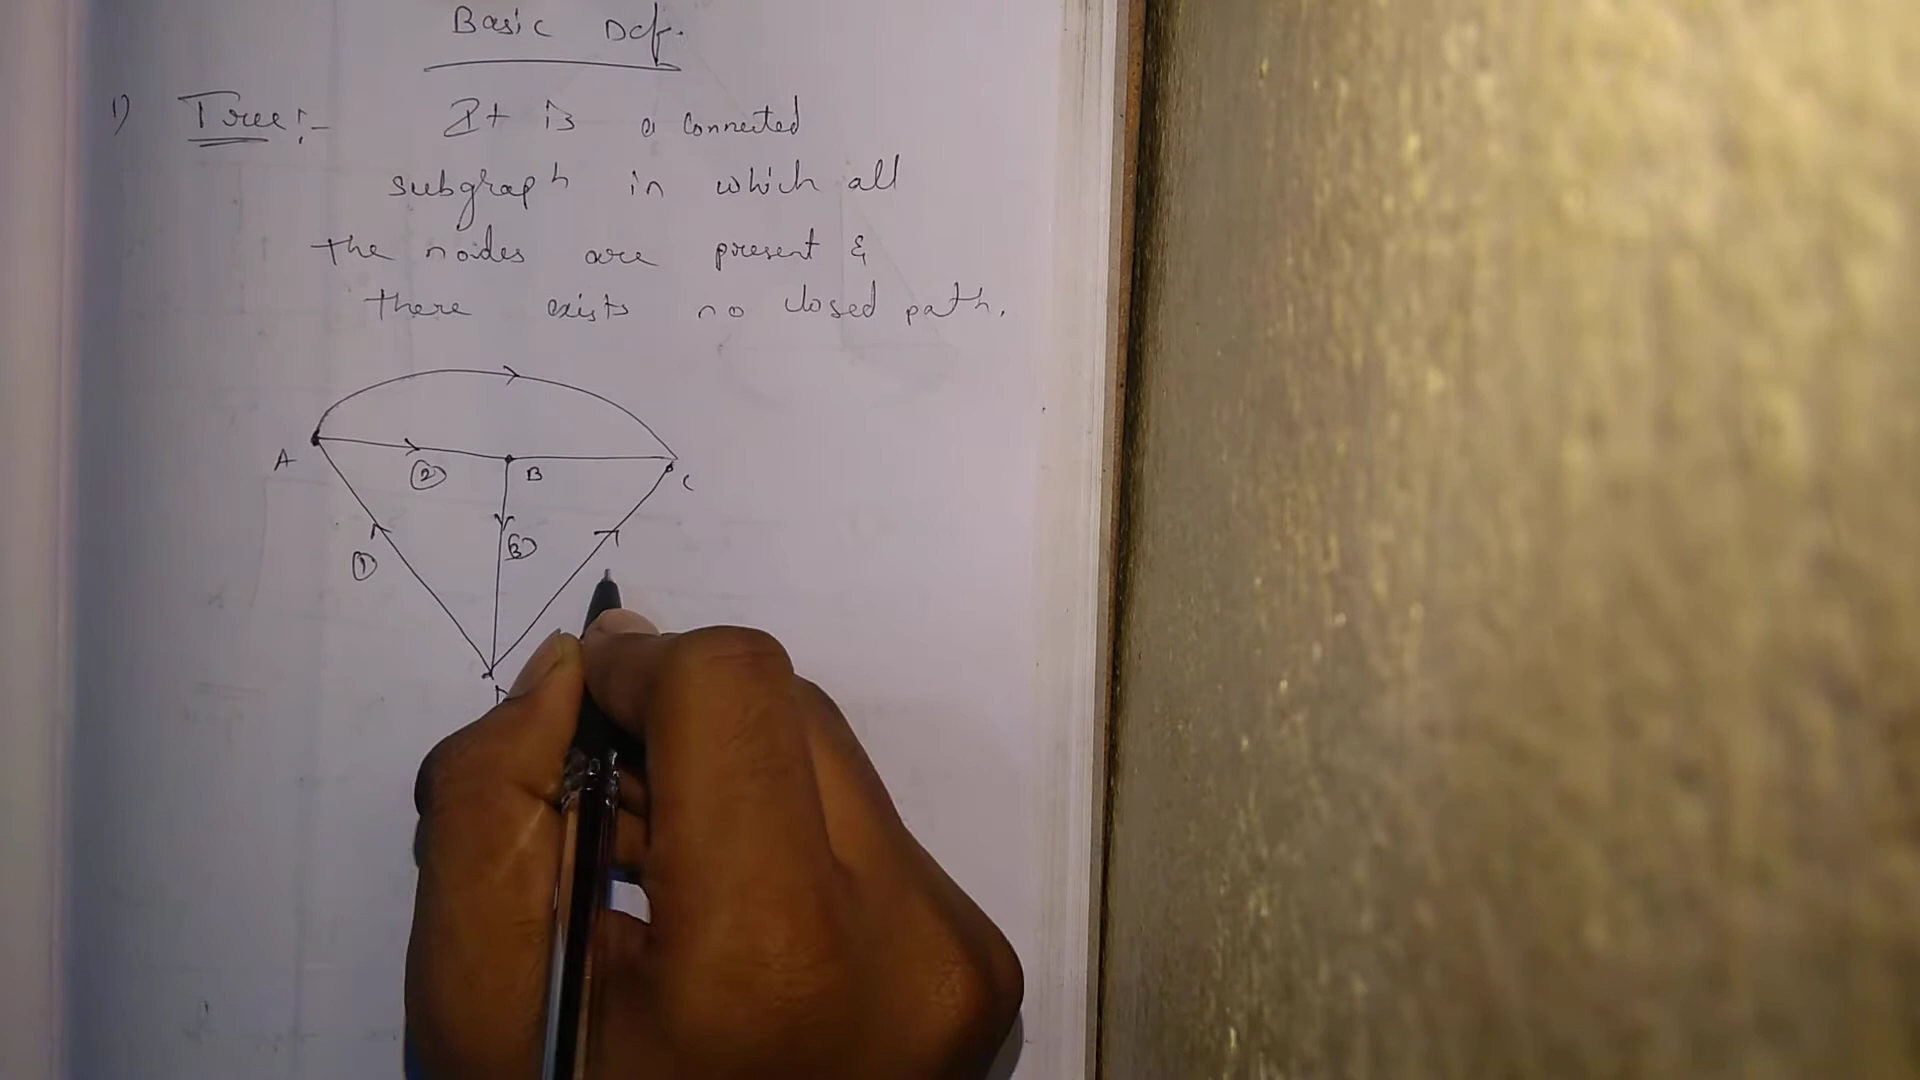 Basic Def.
1) Tree:- It is a connected
subgraph in which all
the nodes are present &
there exists no closed path.
A
2
B
C
3
1
D